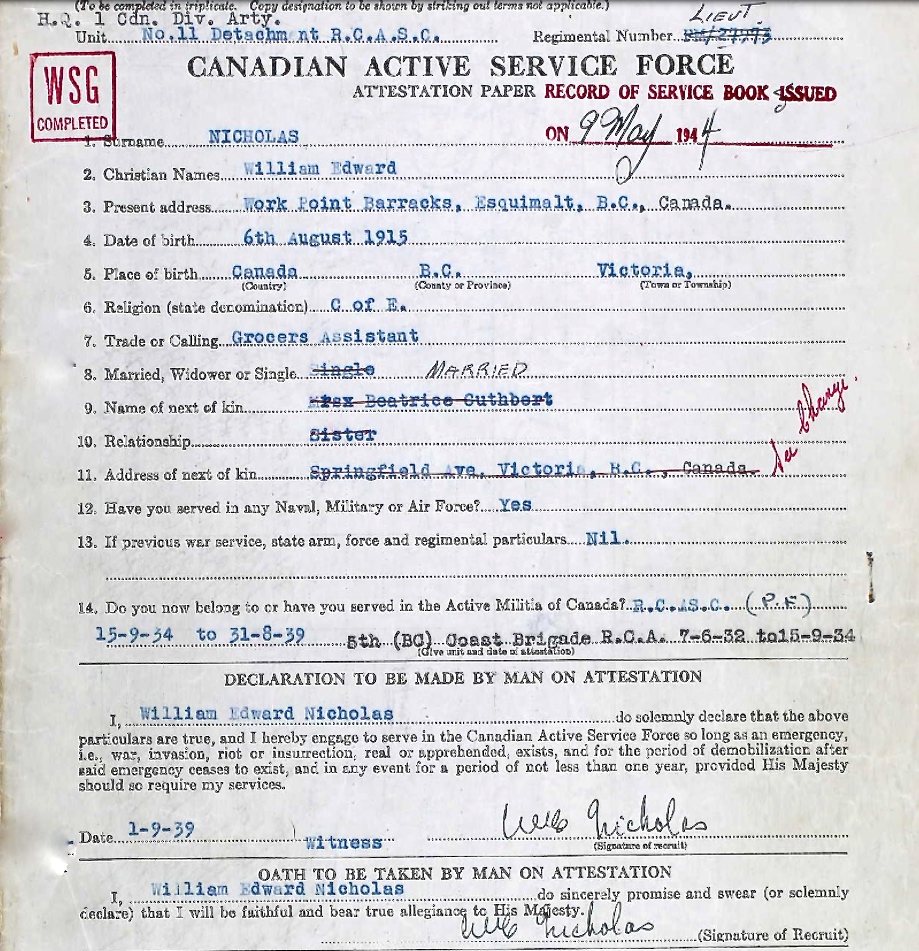 (To be completed in triplicate. Copy designation to be shown by striking out terms not applicable.)
H.Q. 1 Cdn. Div. Arty. LIEUT.
Unit No.11 Detachm nt R.C.A.S.C. Regimental Number
CANADIAN ACTIVE SERVICE FORCE
WSG COMPLETED
ATTESTATION PAPER RECORD OF SERVICE BOOK ISSUED
ON 9 May 1944
1. Surname NICHOLAS
2. Christian Names William Edward
3. Present address Work Point Barracks, Esquimalt, B.C., Canada.
4. Date of birth 6th August 1915
5. Place of birth Canada B.C. Victoria,
(Country) (County or Province) (Town or Township)
6. Religion (state denomination) C of E.
7. Trade or Calling Grocers Assistant
8. Married, Widower or Single Single MARRIED
9. Name of next of kin Beatrice Cuthbert
10. Relationship Sister
See Change.
11. Address of next of kin Springfield Ave. Victoria, B.C., Canada.
12. Have you served in any Naval, Military or Air Force? Yes
13. If previous war service, state arm, force and regimental particulars Nil.
14. Do you now belong to or have you served in the Active Militia of Canada? R.C.AS.C. (P.F.)
15-9-34 to 31-8-39 5th (BC) Coast Brigade R.C.A. 7-6-32 to15-9-34
(Give unit and date of attestation)
DECLARATION TO BE MADE BY MAN ON ATTESTATION
I, William Edward Nicholas do solemnly declare that the above
particulars are true, and I hereby engage to serve in the Canadian Active Service Force so long as an emergency,
i.e., war, invasion, riot or insurrection, real or apprehended, exists, and for the period of demobilization after
said emergency ceases to exist, and in any event for a period of not less than one year, provided His Majesty
should so require my services.
Date 1-9-39 Witness WE Nicholas
(Signature of recruit)
OATH TO BE TAKEN BY MAN ON ATTESTATION
I, William Edward Nicholas do sincerely promise and swear (or solemnly
declare) that I will be faithful and bear true allegiance to His Majesty.
WE Nicholas (Signature of Recruit)